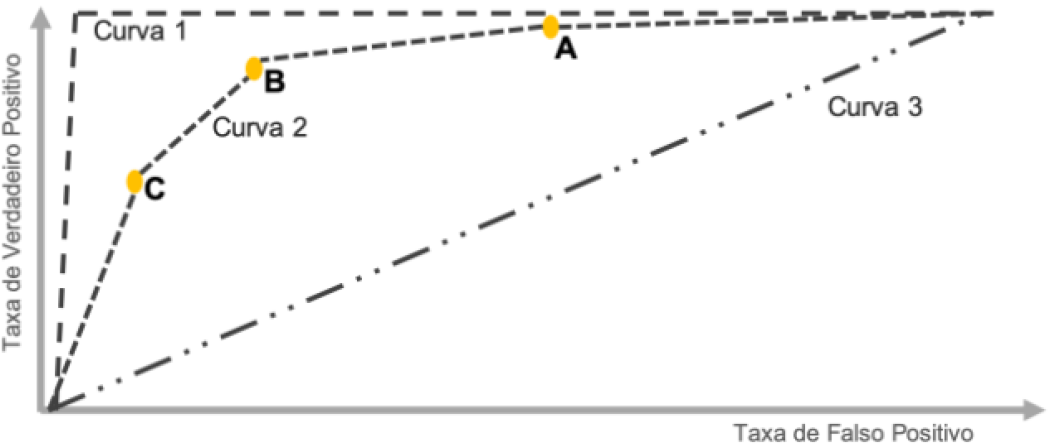 Curva 1
A
B
Curva 3
Curva 2
C
Taxa de Verdadeiro Positivo
Taxa de Falso Positivo